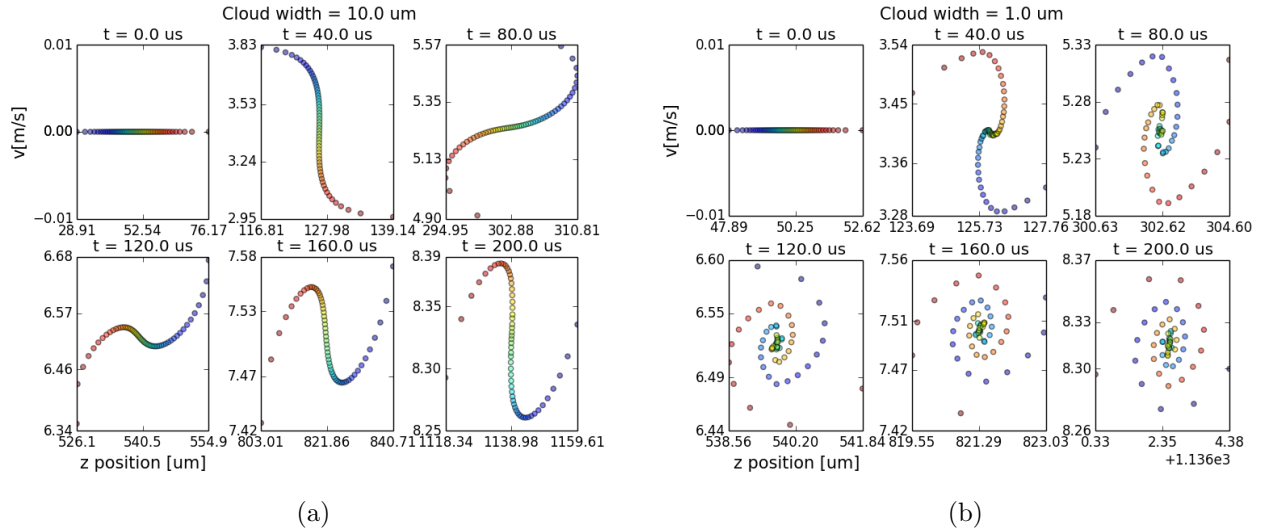 Cloud width = 10.0 um
t = 0.0 us
t = 40.0 us
t = 80.0 us
v[m/s]
0.01
0.00
−0.01
28.91 52.54 76.17
3.83
3.53
3.24
2.95
116.81 127.98 139.14
5.57
5.35
5.13
4.90
294.95 302.88 310.81
t = 120.0 us
t = 160.0 us
t = 200.0 us
6.68
6.57
6.46
6.34
526.1 540.5 554.9
7.58
7.53
7.47
7.42
803.01 821.86 840.71
8.39
8.35
8.30
8.25
1118.34 1138.98 1159.61
z position [um]
(a)
Cloud width = 1.0 um
t = 0.0 us
t = 40.0 us
t = 80.0 us
v[m/s]
0.01
0.00
−0.01
47.89 50.25 52.62
3.54
3.45
3.36
3.28
123.69 125.73 127.76
5.33
5.28
5.23
5.18
300.63 302.62 304.60
t = 120.0 us
t = 160.0 us
t = 200.0 us
6.60
6.55
6.49
6.44
538.56 540.20 541.84
7.56
7.51
7.46
7.42
819.55 821.29 823.03
8.37
8.33
8.30
8.26
0.33 2.35 4.38
+1.136e3
z position [um]
(b)